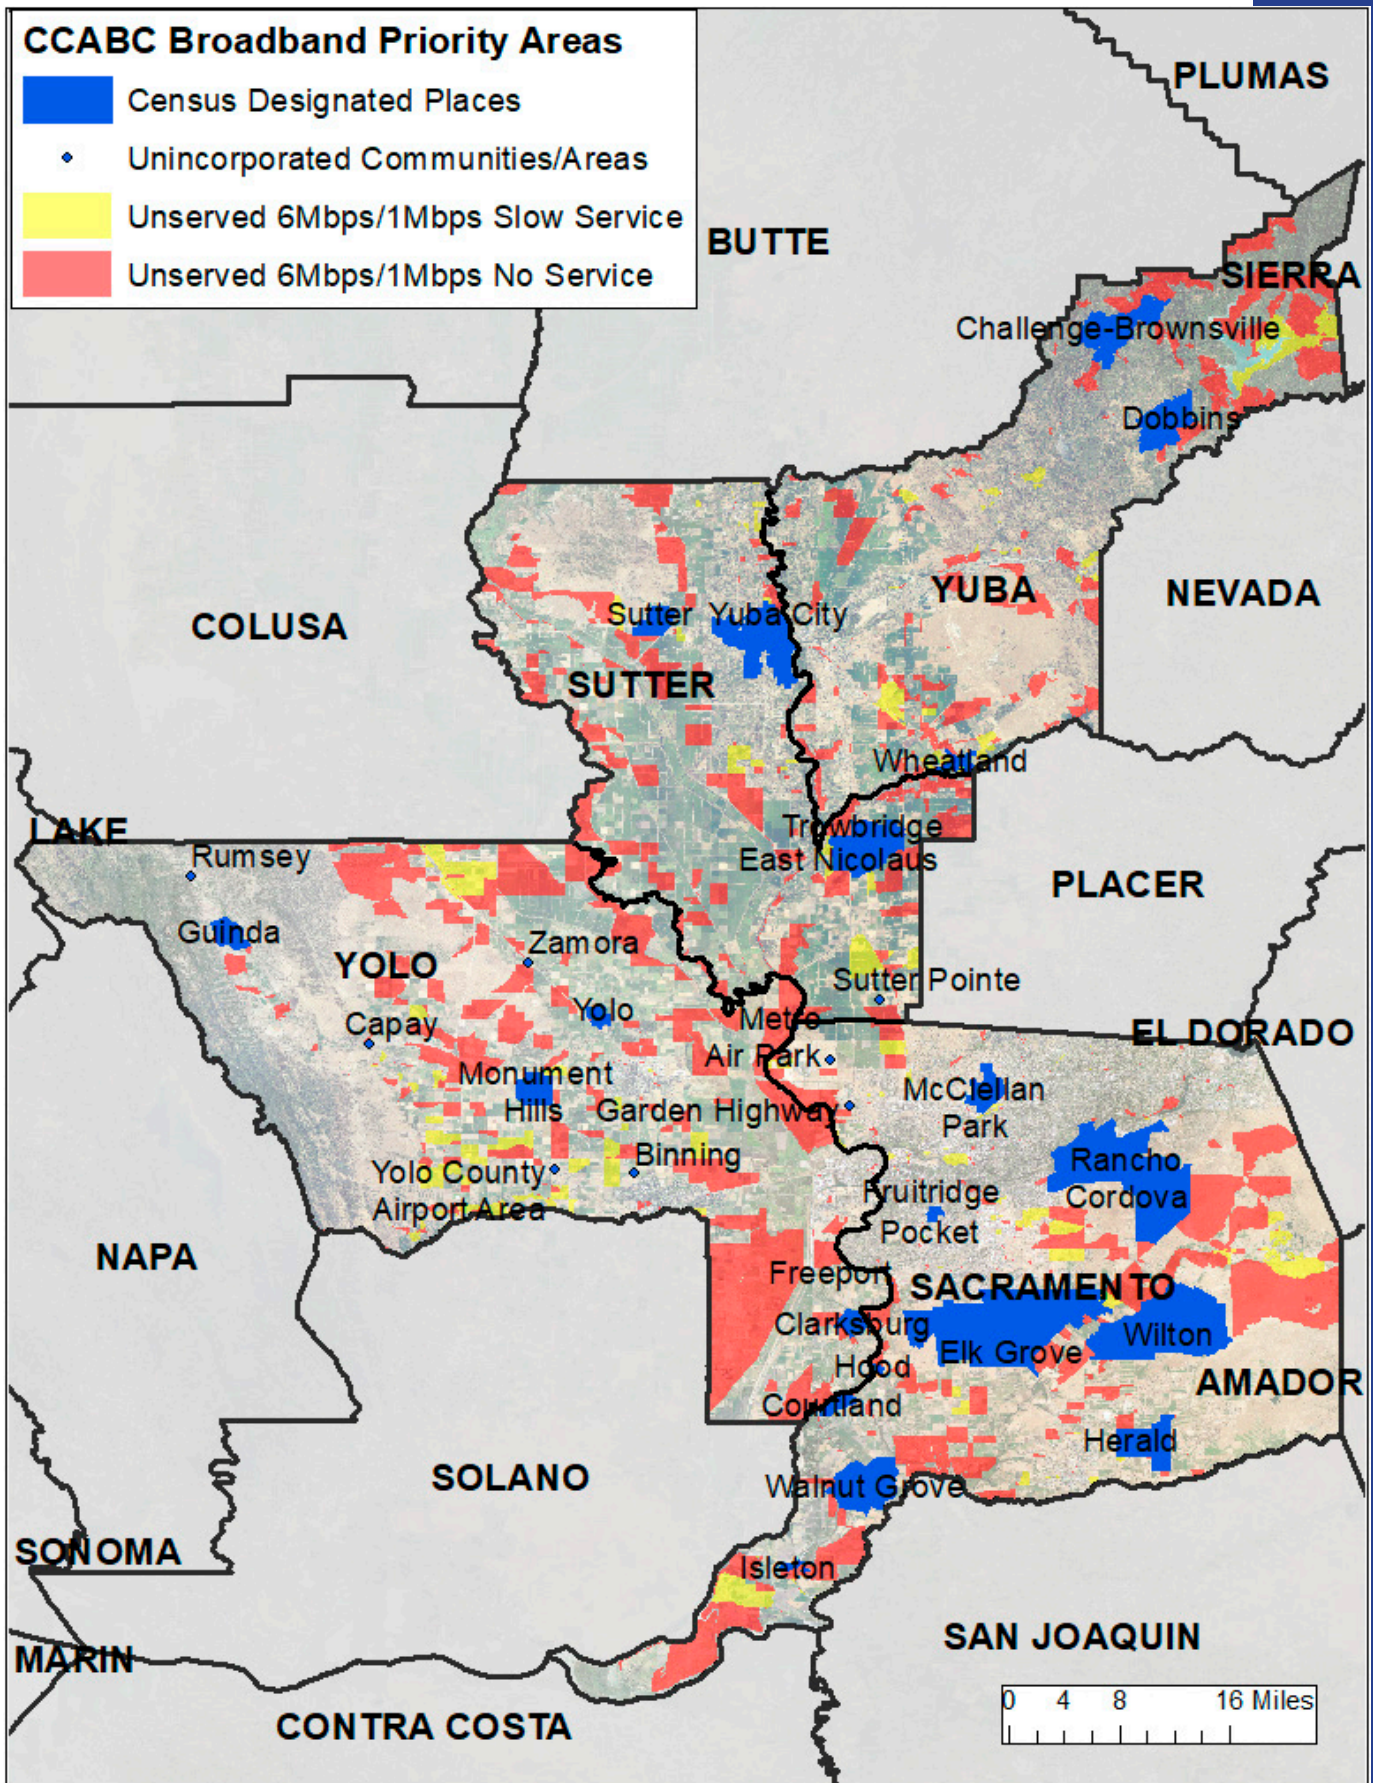 CCABC Broadband Priority Areas
Census Designated Places
Unincorporated Communities/Areas
Unserved 6Mbps/1Mbps Slow Service
Unserved 6Mbps/1Mbps No Service
PLUMAS
BUTTE
SIERRA
Challenge-Brownsville
Dobbins
YUBA
NEVADA
COLUSA
Sutter
Yuba City
SUTTER
Wheatland
LAKE
Trowbridge
East Nicolaus
Rumsey
PLACER
Guinda
Zamora
YOLO
Sutter Pointe
Yolo
Capay
Metro
Air Park
EL DORADO
Monument
Hills
McClellan
Park
Garden Highway
Binning
Yolo County
Airport Area
Rancho
Cordova
Fruitridge
Pocket
NAPA
Freeport
SACRAMENTO
Clarksburg
Wilton
Elk Grove
Hood
AMADOR
Courtland
Herald
SOLANO
Walnut Grove
SONOMA
Isleton
SAN JOAQUIN
MARIN
0 4 8 16 Miles
CONTRA COSTA